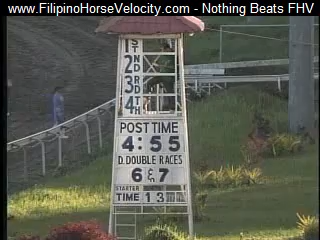 www.FilipinoHorseVelocity.com - Nothing Beats FHV
1ST
2ND
3RD
4TH
POST TIME
4:55
D.DOUBLE RACES
6&7
STARTER
TIME 13